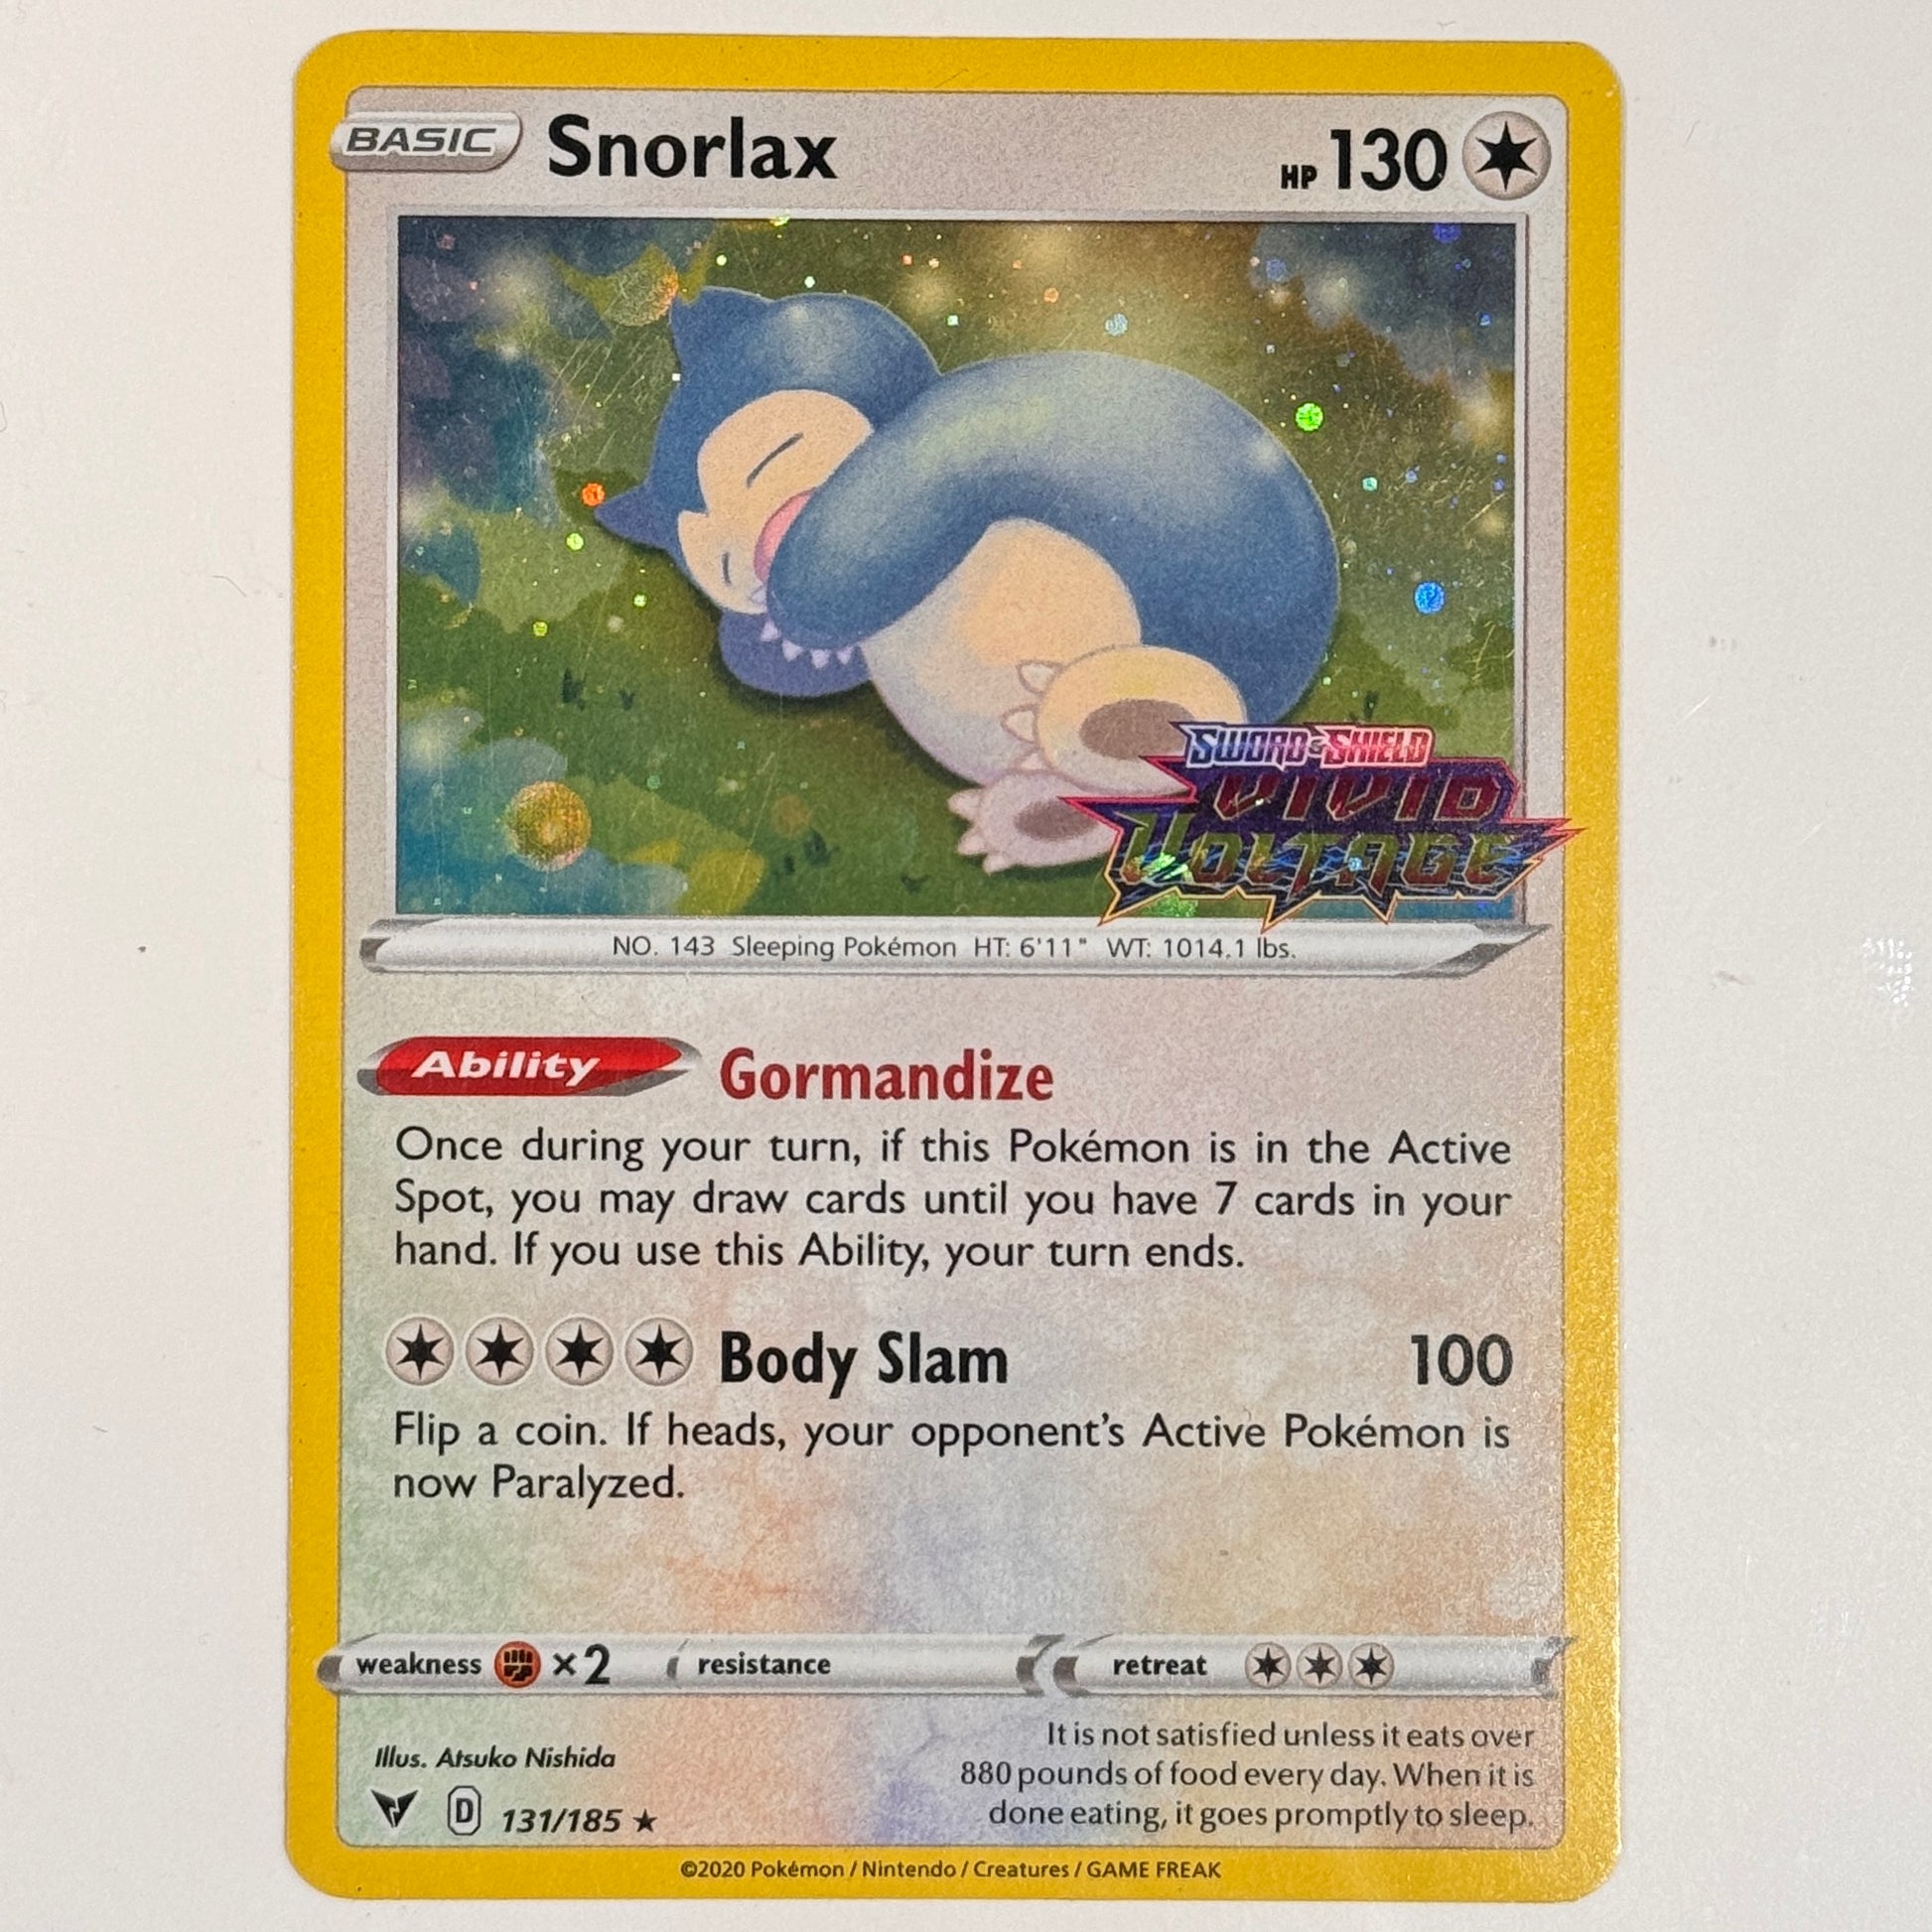 BASIC Snorlax HP 130
SWORD & SHIELD
VIVID
VOLTAGE
NO. 143 Sleeping Pokémon HT: 6'11" WT: 1014.1 lbs.
Ability Gormandize
Once during your turn, if this Pokémon is in the Active
Spot, you may draw cards until you have 7 cards in your
hand. If you use this Ability, your turn ends.
Body Slam 100
Flip a coin. If heads, your opponent's Active Pokémon is
now Paralyzed.
weakness ×2 resistance retreat
It is not satisfied unless it eats over
880 pounds of food every day. When it is
done eating, it goes promptly to sleep.
Illus. Atsuko Nishida
D 131/185 ★
©2020 Pokémon / Nintendo / Creatures / GAME FREAK